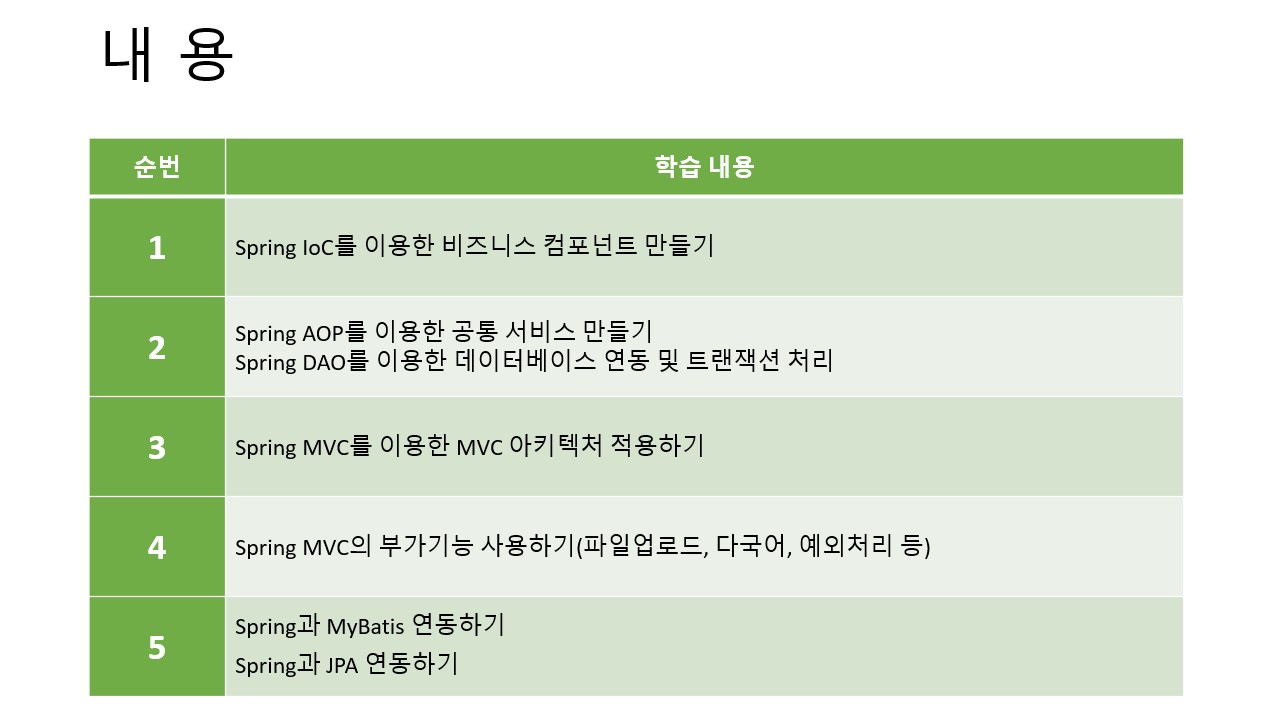 내 용
순번 학습 내용
1 Spring IoC를 이용한 비즈니스 컴포넌트 만들기
2 Spring AOP를 이용한 공통 서비스 만들기
Spring DAO를 이용한 데이터베이스 연동 및 트랜잭션 처리
3 Spring MVC를 이용한 MVC 아키텍처 적용하기
4 Spring MVC의 부가기능 사용하기(파일업로드, 다국어, 예외처리 등)
5 Spring과 MyBatis 연동하기
Spring과 JPA 연동하기